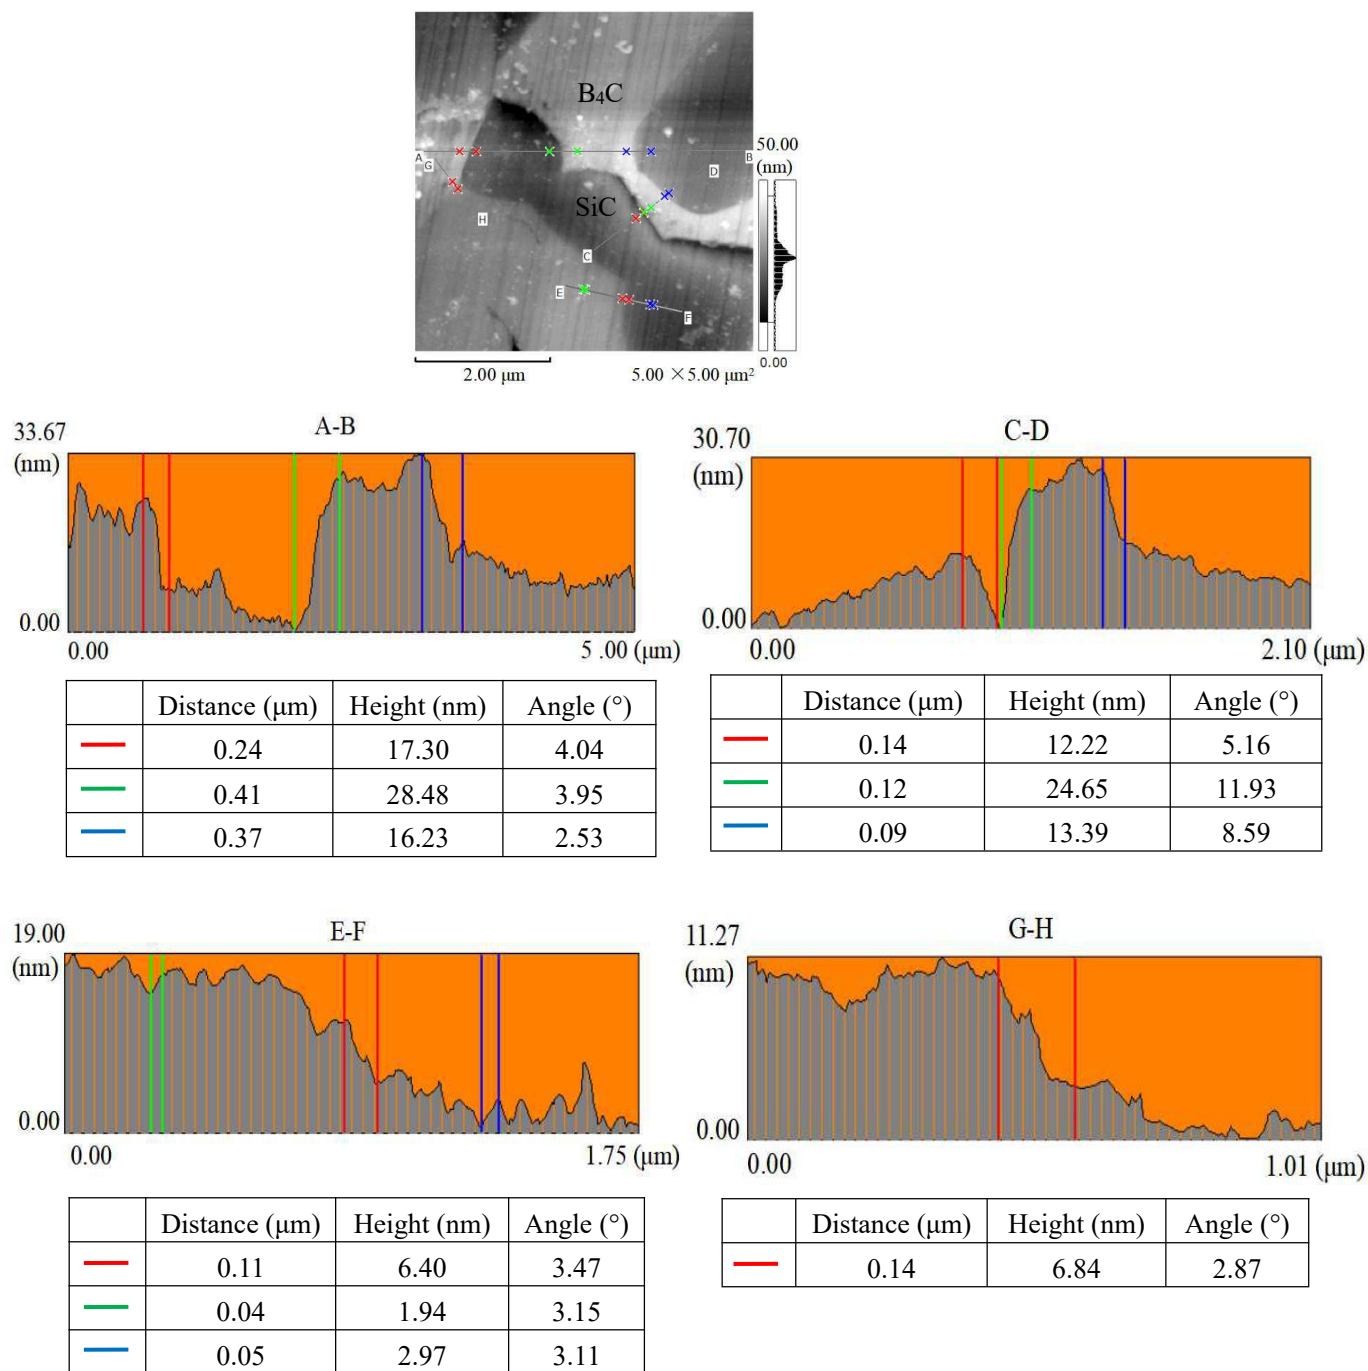 B₄C
50.00
(nm)
A
B
G
D
SiC
H
C
E
F
0.00
2.00 μm
5.00 ×5.00 μm²
A-B
33.67
(nm)
0.00
0.00
5 .00 (μm)
C-D
30.70
(nm)
0.00
0.00
2.10 (μm)
Distance (μm) Height (nm) Angle (°)
0.24 17.30 4.04
0.41 28.48 3.95
0.37 16.23 2.53
Distance (μm) Height (nm) Angle (°)
0.14 12.22 5.16
0.12 24.65 11.93
0.09 13.39 8.59
E-F
19.00
(nm)
0.00
0.00
1.75 (μm)
G-H
11.27
(nm)
0.00
0.00
1.01 (μm)
Distance (μm) Height (nm) Angle (°)
0.11 6.40 3.47
0.04 1.94 3.15
0.05 2.97 3.11
Distance (μm) Height (nm) Angle (°)
0.14 6.84 2.87